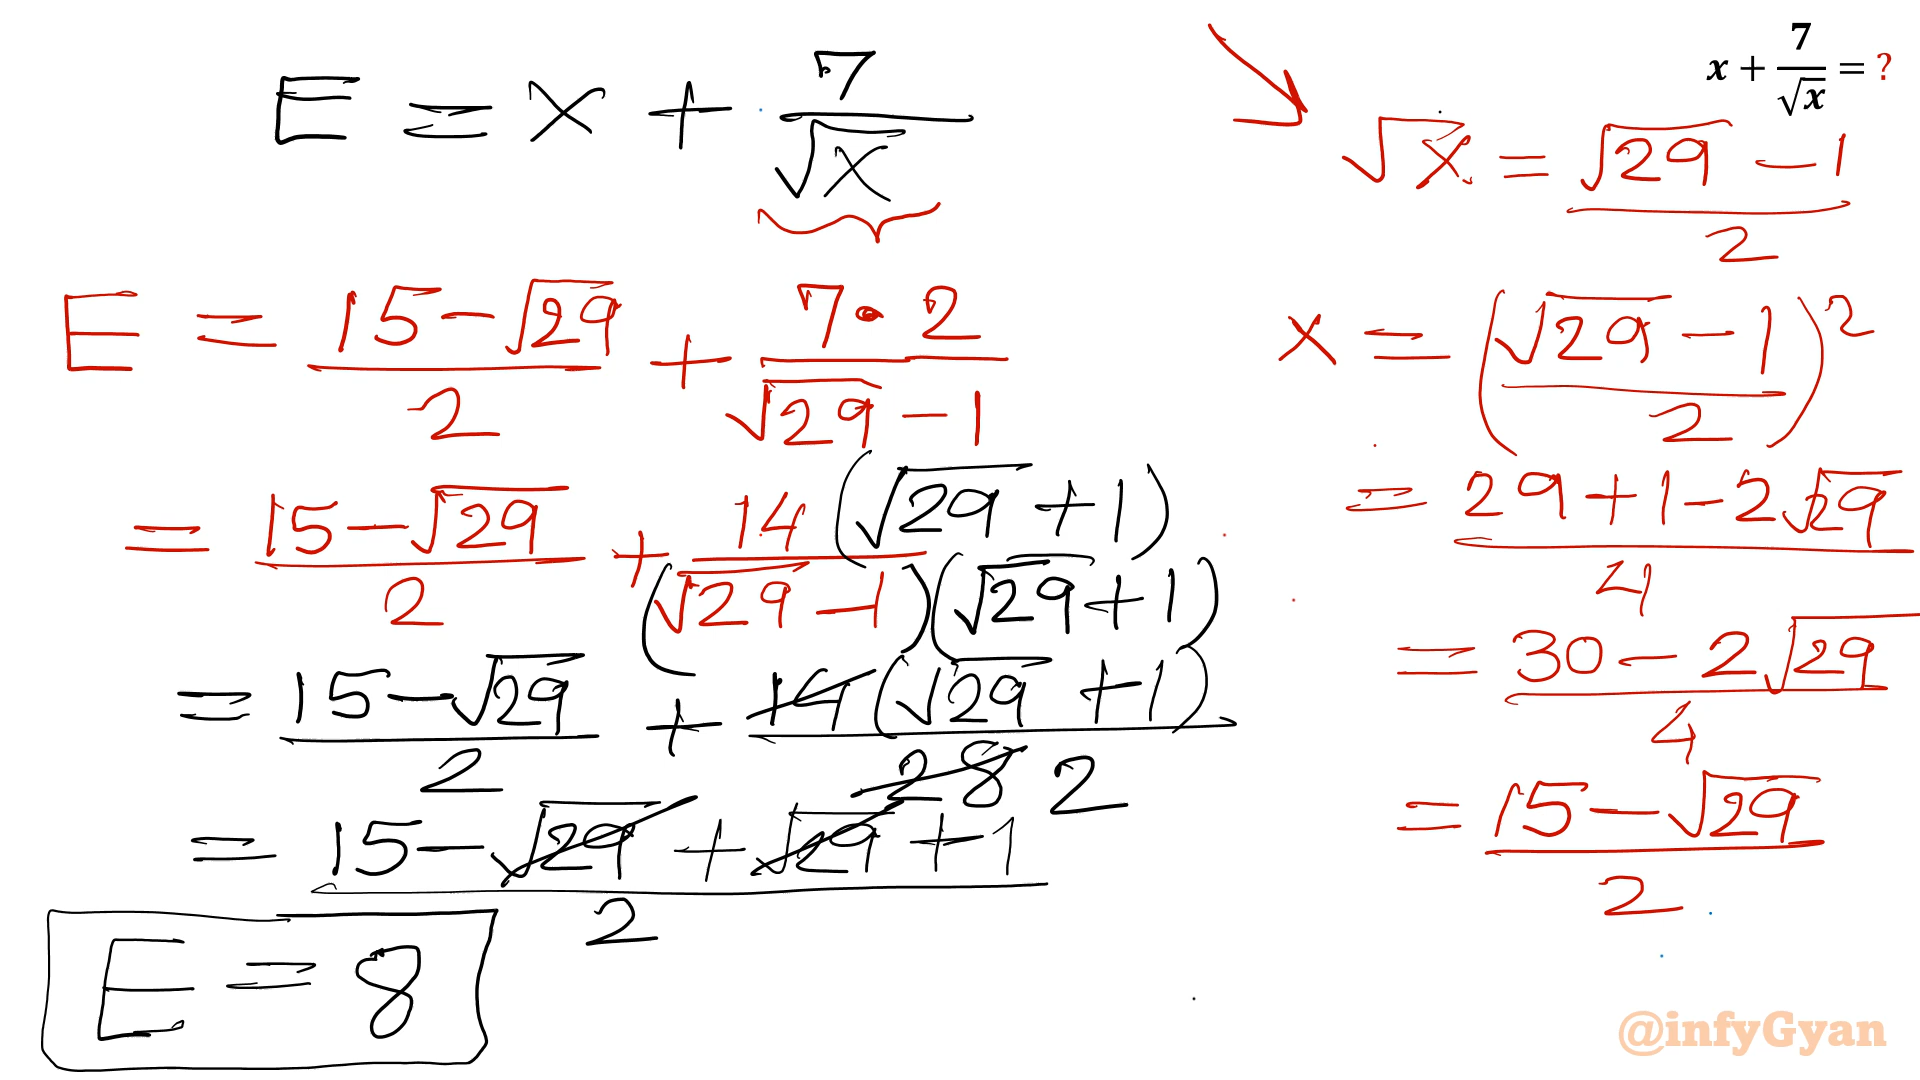 E = x + 7/√x
E = (15 − √29)/2 + (7 • 2)/(√29 − 1)
= (15 − √29)/2 + 14(√29 + 1)/((√29 − 1)(√29 + 1))
= (15 − √29)/2 + 14(√29 + 1)/28 2
= (15 − √29 + √29 + 1)/2
E = 8
x + 7/√x = ?
√x = (√29 − 1)/2
x = ((√29 − 1)/2)²
= (29 + 1 − 2√29)/4
= (30 − 2√29)/4
= (15 − √29)/2
@infyGyan